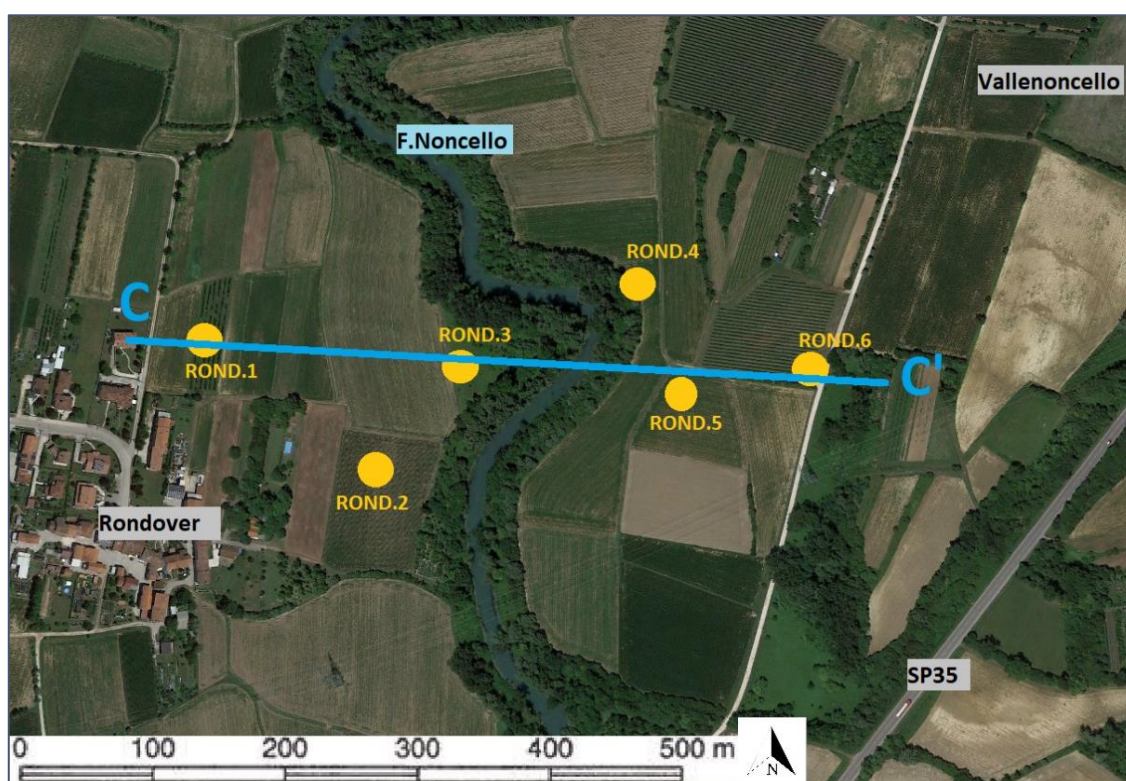 Vallenoncello
F.Noncello
ROND.4
C
ROND.3
ROND.6
ROND.1
C'
ROND.5
ROND.2
Rondover
SP35
0 100 200 300 400 500 m
N